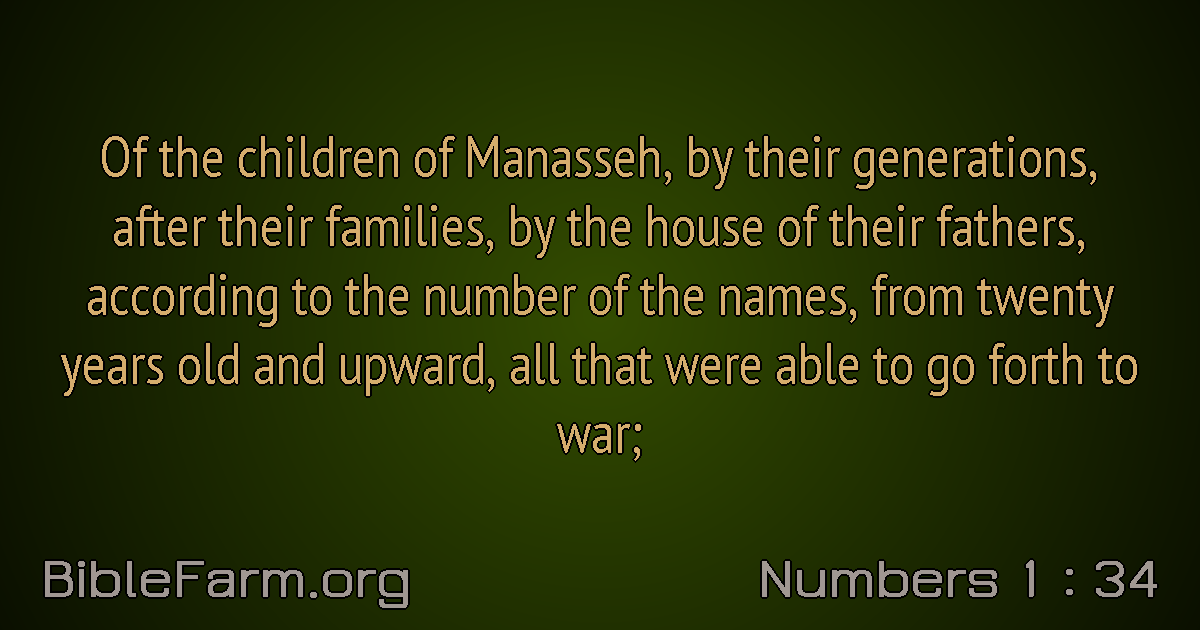 Of the children of Manasseh, by their generations,
after their families, by the house of their fathers,
according to the number of the names, from twenty
years old and upward, all that were able to go forth to
war;
BibleFarm.org
Numbers 1 : 34